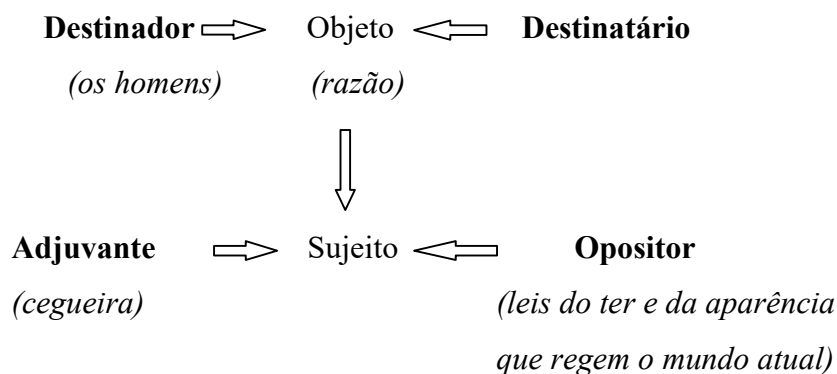 Destinador Objeto Destinatário
(os homens) (razão)
Adjuvante Sujeito Opositor
(cegueira) (leis do ter e da aparência
que regem o mundo atual)